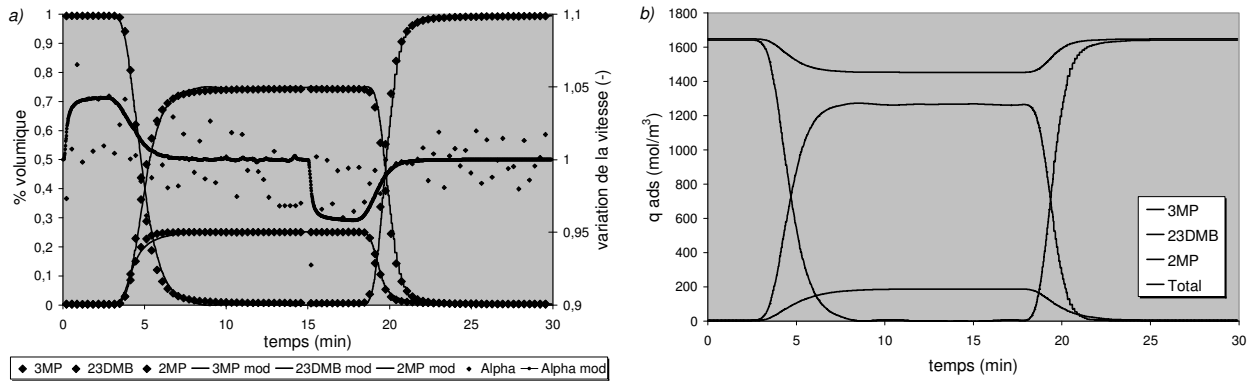 a)
1
0,9
0,8
0,7
0,6
0,5
0,4
0,3
0,2
0,1
0
% volumique
1,1
1,05
1
0,95
0,9
variation de la vitesse (-)
0 5 10 15 20 25 30
temps (min)
3MP 23DMB 2MP 3MP mod 23DMB mod 2MP mod Alpha Alpha mod
b)
1800
1600
1400
1200
1000
800
600
400
200
0
q ads (mol/m³)
3MP
23DMB
2MP
Total
0 5 10 15 20 25 30
temps (min)